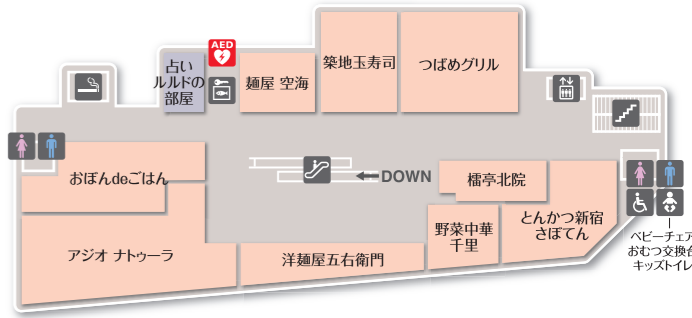 AED
占い
ルルドの
部屋
麺屋 空海
築地玉寿司
つばめグリル
おぼんdeごはん
DOWN
橿亭北院
野菜中華
千里
とんかつ新宿
さぼてん
アジオ ナトゥーラ
洋麺屋五右衛門
ベビーチェア
おむつ交換台
キッズトイレ